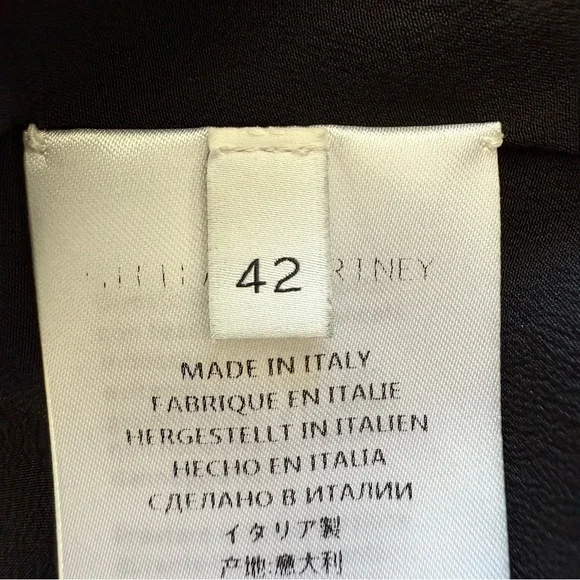 42
MADE IN ITALY
FABRIQUE EN ITALIE
HERGESTELLT IN ITALIEN
HECHO EN ITALIA
СДЕЛАНО В ИТАЛИИ
イタリア製
产地:意大利